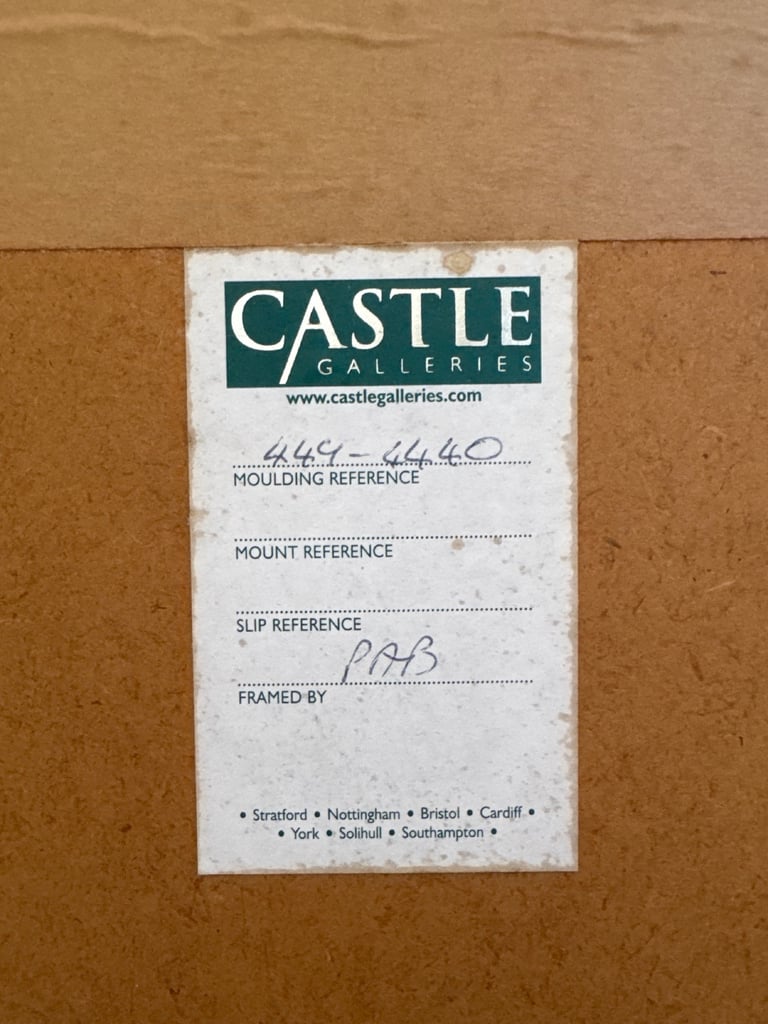 CASTLE
GALLERIES
www.castlegalleries.com
449-4440
MOULDING REFERENCE
MOUNT REFERENCE
SLIP REFERENCE
PAB
FRAMED BY
• Stratford • Nottingham • Bristol • Cardiff •
• York • Solihull • Southampton •